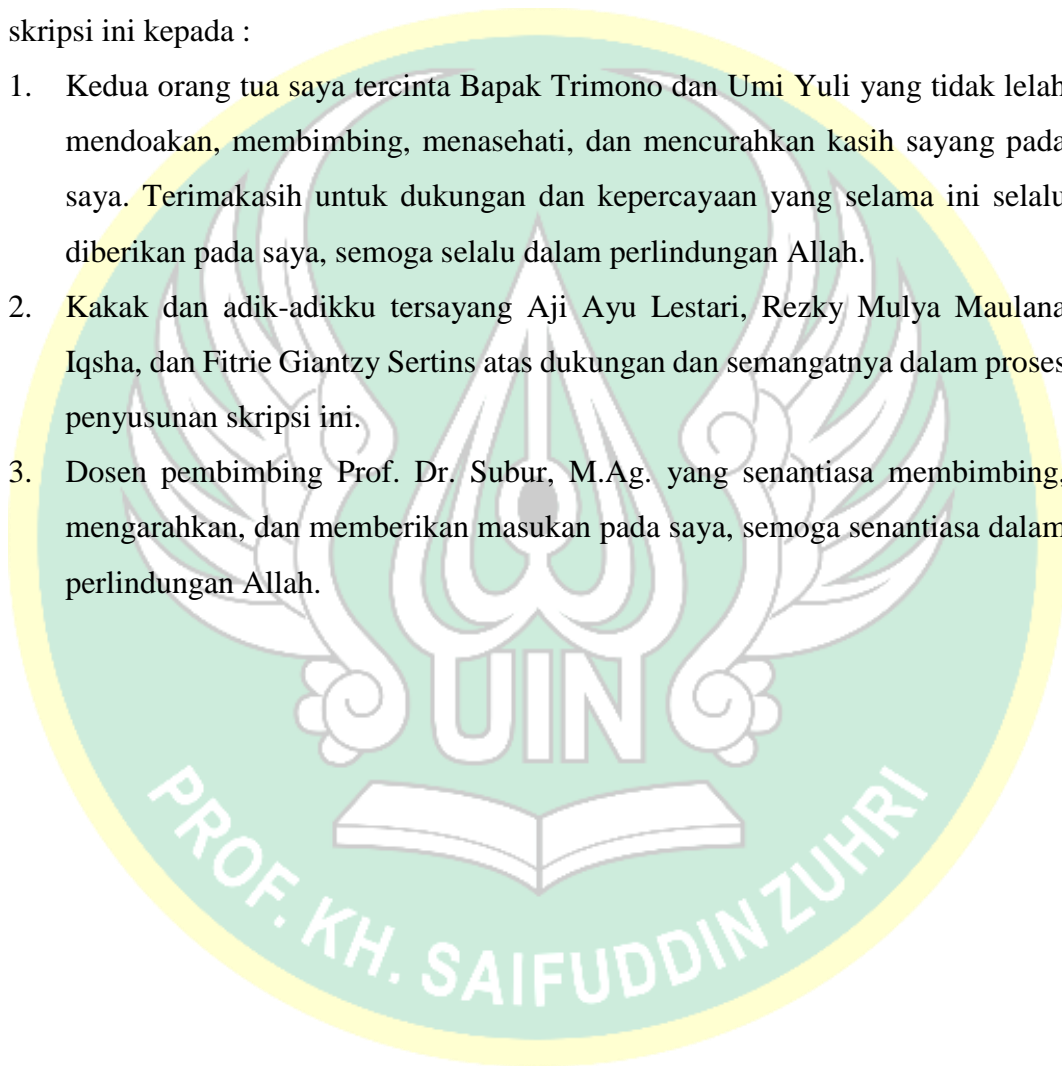 skripsi ini kepada :
1. Kedua orang tua saya tercinta Bapak Trimono dan Umi Yuli yang tidak lelah
mendoakan, membimbing, menasehati, dan mencurahkan kasih sayang pada
saya. Terimakasih untuk dukungan dan kepercayaan yang selama ini selalu
diberikan pada saya, semoga selalu dalam perlindungan Allah.
2. Kakak dan adik-adikku tersayang Aji Ayu Lestari, Rezky Mulya Maulana
Iqsha, dan Fitrie Giantzy Sertins atas dukungan dan semangatnya dalam proses
penyusunan skripsi ini.
3. Dosen pembimbing Prof. Dr. Subur, M.Ag. yang senantiasa membimbing,
mengarahkan, dan memberikan masukan pada saya, semoga senantiasa dalam
perlindungan Allah.
UIN
PROF. KH. SAIFUDDIN ZUHRI